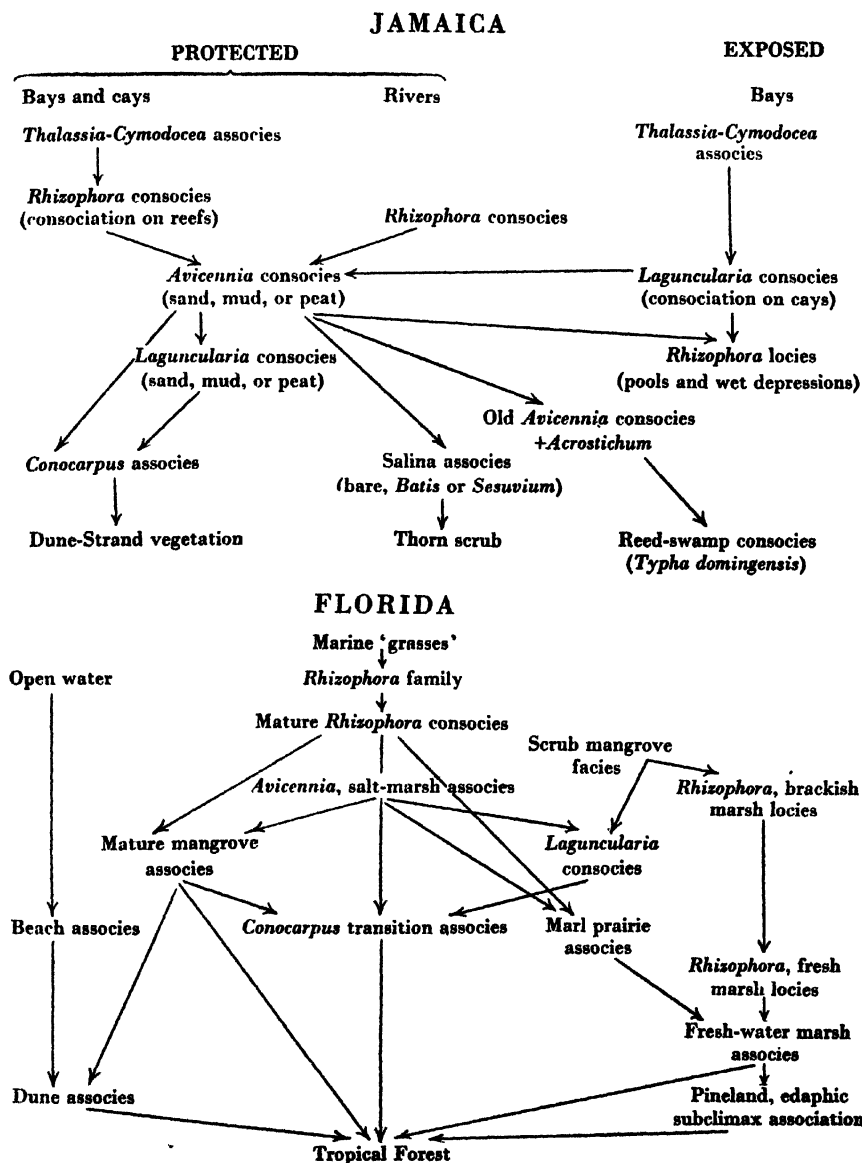 JAMAICA
PROTECTED
EXPOSED
Bays and cays
Rivers
Bays
Thalassia-Cymodocea associes
Thalassia-Cymodocea
associes
Rhizophora consocies
(consociation on reefs)
Rhizophora consocies
Avicennia consocies
(sand, mud, or peat)
Laguncularia consocies
(consociation on cays)
Laguncularia consocies
(sand, mud, or peat)
Rhizophora locies
(pools and wet depressions)
Old Avicennia consocies
+Acrostichum
Conocarpus associes
Salina associes
(bare, Batis or Sesuvium)
Dune-Strand vegetation
Thorn scrub
Reed-swamp consocies
(Typha domingensis)
FLORIDA
Marine 'grasses'
Open water
Rhizophora family
Mature Rhizophora consocies
Scrub mangrove
facies
Avicennia, salt-marsh associes
Rhizophora, brackish
marsh locies
Mature mangrove
associes
Laguncularia
consocies
Beach associes
Conocarpus transition associes
Marl prairie
associes
Rhizophora, fresh
marsh locies
Fresh-water marsh
associes
Dune associes
Pineland, edaphic
subclimax association
Tropical Forest